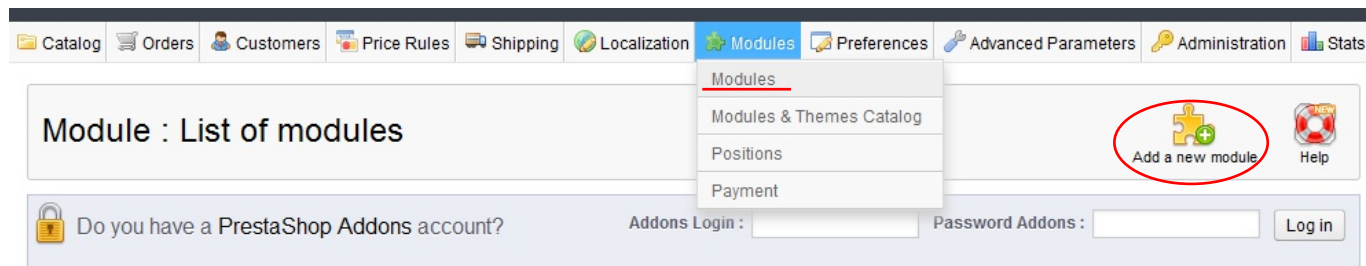 Catalog Orders Customers Price Rules Shipping Localization Modules Preferences Advanced Parameters Administration Stats
Modules
Modules & Themes Catalog
Positions
Payment
Module : List of modules
Add a new module
NEW
Help
Do you have a PrestaShop Addons account?
Addons Login :
Password Addons :
Log in